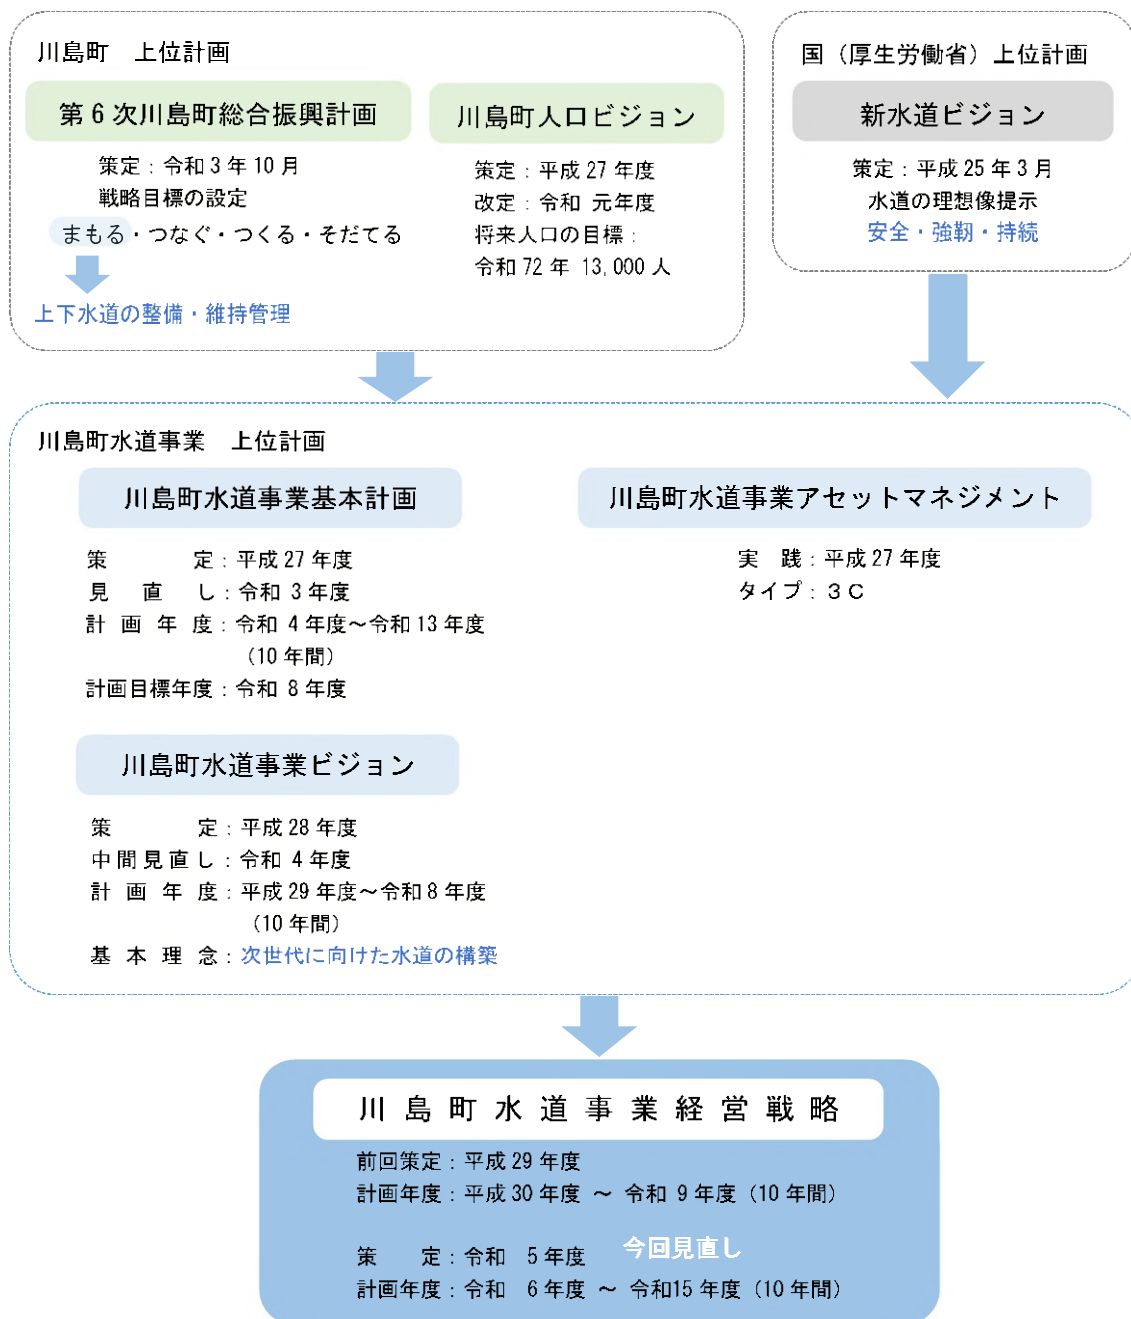 川島町　上位計画
第6次川島町総合振興計画
策定：令和3年10月
戦略目標の設定
まもる・つなぐ・つくる・そだてる
上下水道の整備・維持管理
川島町人口ビジョン
策定：平成27年度
改定：令和 元年度
将来人口の目標：
令和72年 13,000人
国（厚生労働省）上位計画
新水道ビジョン
策定：平成25年3月
水道の理想像提示
安全・強靭・持続
川島町水道事業　上位計画
川島町水道事業基本計画
策　　　定：平成27年度
見　直　し：令和 3年度
計 画 年 度：令和 4年度～令和13年度
（10年間）
計画目標年度：令和 8年度
川島町水道事業アセットマネジメント
実　践：平成27年度
タイプ：３Ｃ
川島町水道事業ビジョン
策　　　定：平成28年度
中間見直し：令和 4年度
計 画 年 度：平成29年度～令和8年度
（10年間）
基 本 理 念：次世代に向けた水道の構築
川島町水道事業経営戦略
前回策定：平成29年度
計画年度：平成30年度 ～ 令和 9年度（10年間）
策　　定：令和　5年度　今回見直し
計画年度：令和　6年度 ～ 令和15年度（10年間）